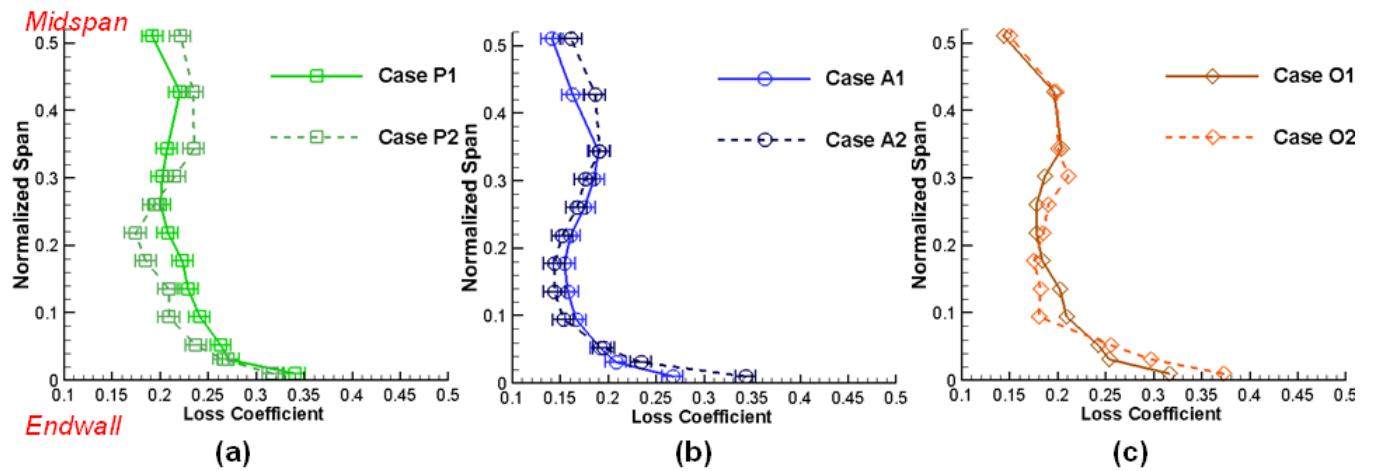 Midspan
0.5
0.4
0.3
0.2
0.1
0
Normalized Span
0.1 0.15 0.2 0.25 0.3 0.35 0.4 0.45 0.5
Loss Coefficient
Case P1
Case P2
Endwall
(a)
0.5
0.4
0.3
0.2
0.1
0
Normalized Span
0.1 0.15 0.2 0.25 0.3 0.35 0.4 0.45 0.5
Loss Coefficient
Case A1
Case A2
(b)
0.5
0.4
0.3
0.2
0.1
0
Normalized Span
0.1 0.15 0.2 0.25 0.3 0.35 0.4 0.45 0.5
Loss Coefficient
Case O1
Case O2
(c)